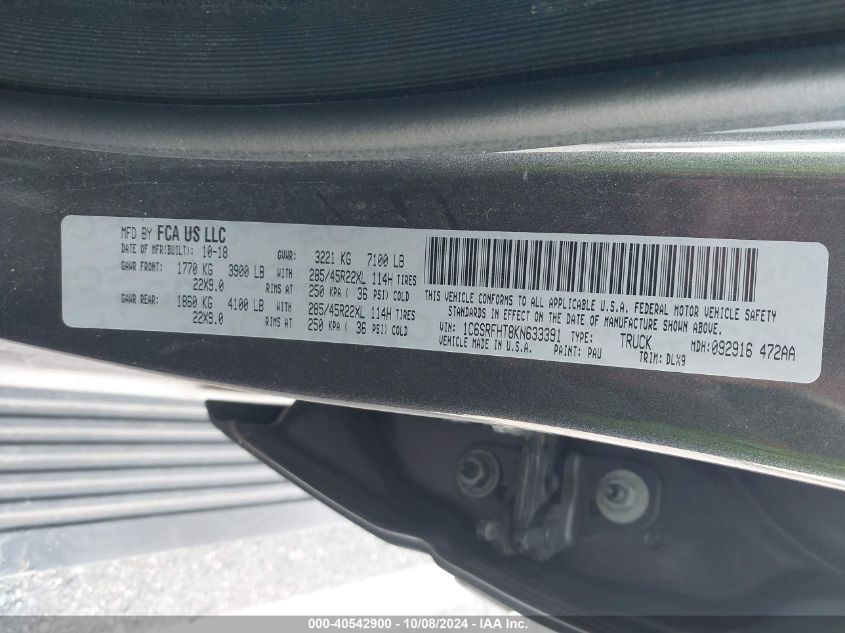 MFD BY FCA US LLC
DATE OF MFR(BUILT): 10-18 GVWR: 3221 KG 7100 LB
GAWR FRONT: 1770 KG 3900 LB WITH 285/45R22XL 114H TIRES
22X9.0 RIMS AT 250 KPA ( 36 PSI) COLD
GAWR REAR: 1860 KG 4100 LB WITH 285/45R22XL 114H TIRES
22X9.0 RIMS AT 250 KPA ( 36 PSI) COLD
THIS VEHICLE CONFORMS TO ALL APPLICABLE U.S.A. FEDERAL MOTOR VEHICLE SAFETY
STANDARDS IN EFFECT ON THE DATE OF MANUFACTURE SHOWN ABOVE.
VIN: 1C6SRFHT8KN633391 TYPE: TRUCK MDH: 092916 472AA
VEHICLE MADE IN U.S.A. PAINT: PAU TRIM: DLX9
000-40542900 - 10/08/2024 - IAAI.com